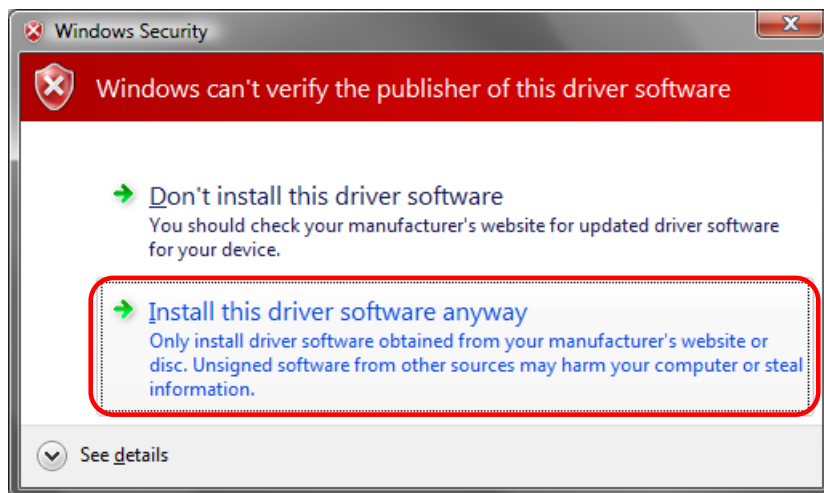 Windows Security
Windows can't verify the publisher of this driver software
Don't install this driver software
You should check your manufacturer's website for updated driver software
for your device.
Install this driver software anyway
Only install driver software obtained from your manufacturer's website or
disc. Unsigned software from other sources may harm your computer or steal
information.
See details